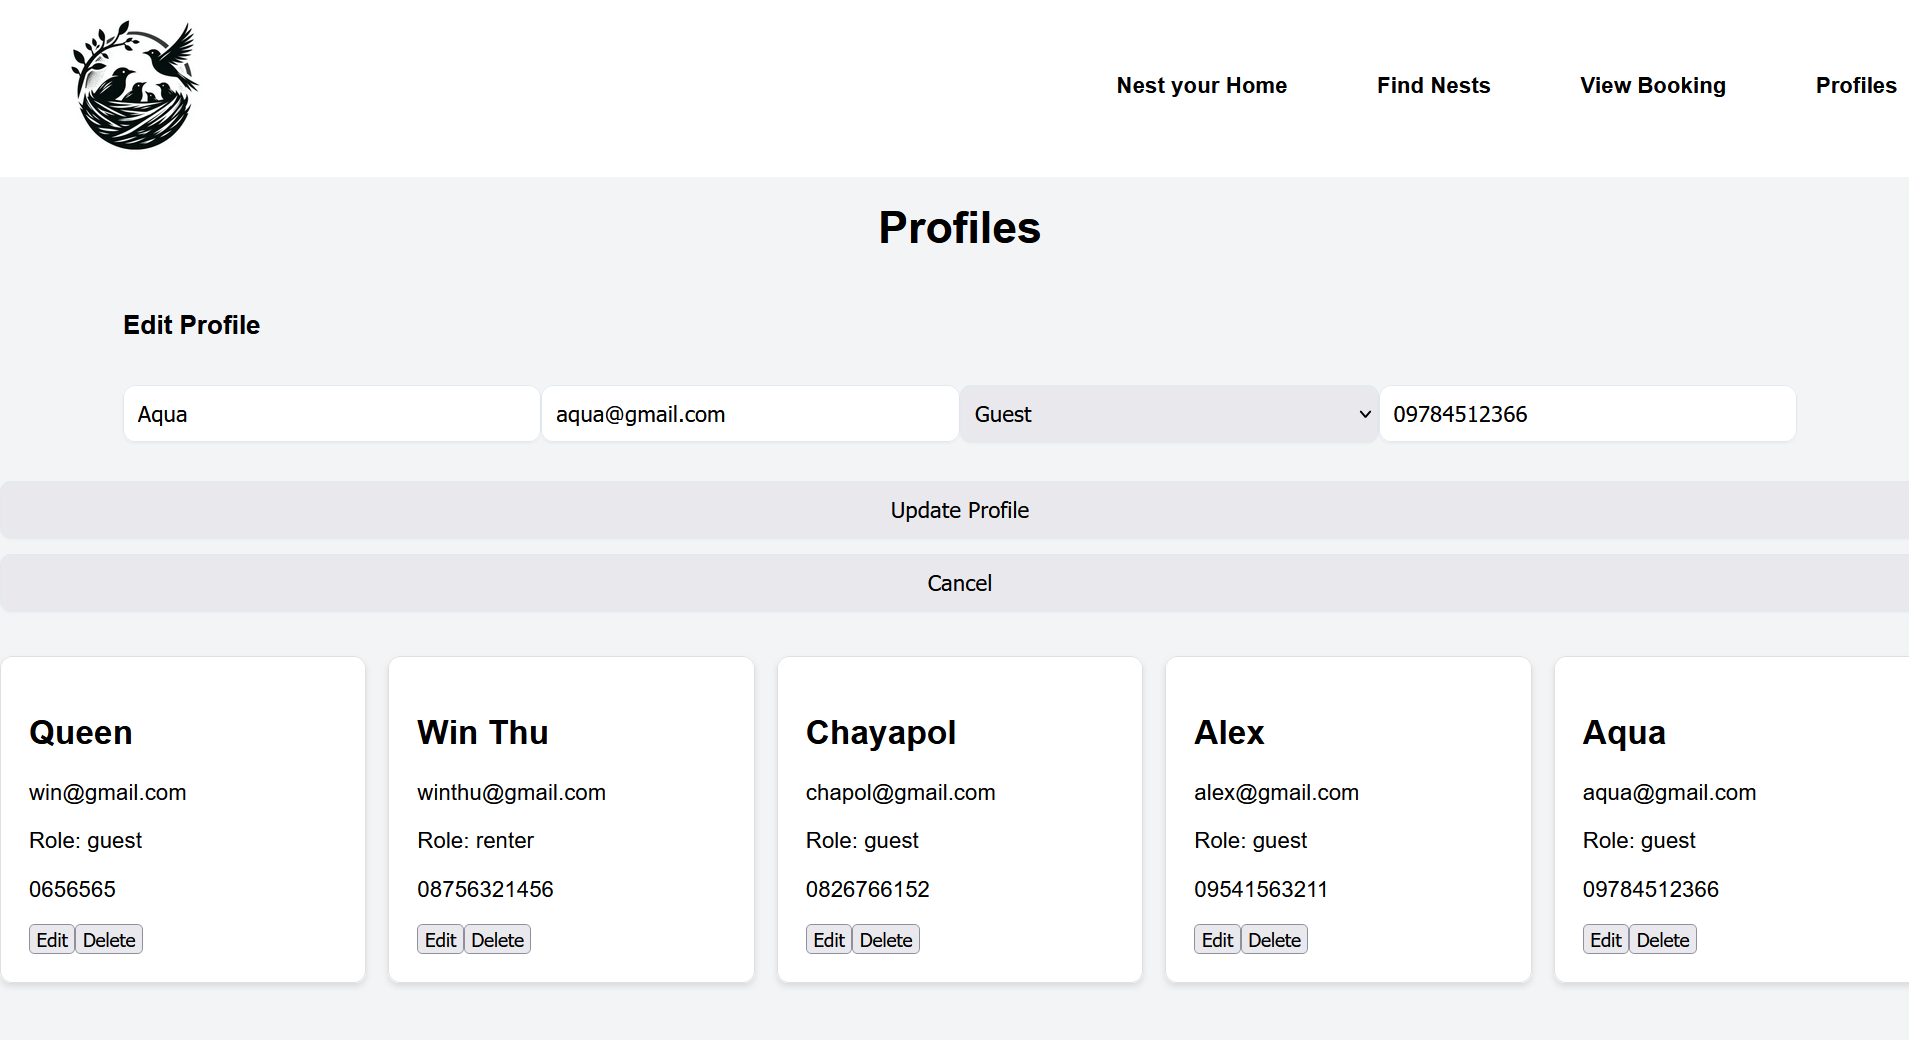 Nest your Home Find Nests View Booking Profiles
Profiles
Edit Profile
Aqua aqua@gmail.com Guest 09784512366
Update Profile
Cancel
Queen
win@gmail.com
Role: guest
0656565
Edit Delete
Win Thu
winthu@gmail.com
Role: renter
08756321456
Edit Delete
Chayapol
chapol@gmail.com
Role: guest
0826766152
Edit Delete
Alex
alex@gmail.com
Role: guest
09541563211
Edit Delete
Aqua
aqua@gmail.com
Role: guest
09784512366
Edit Delete